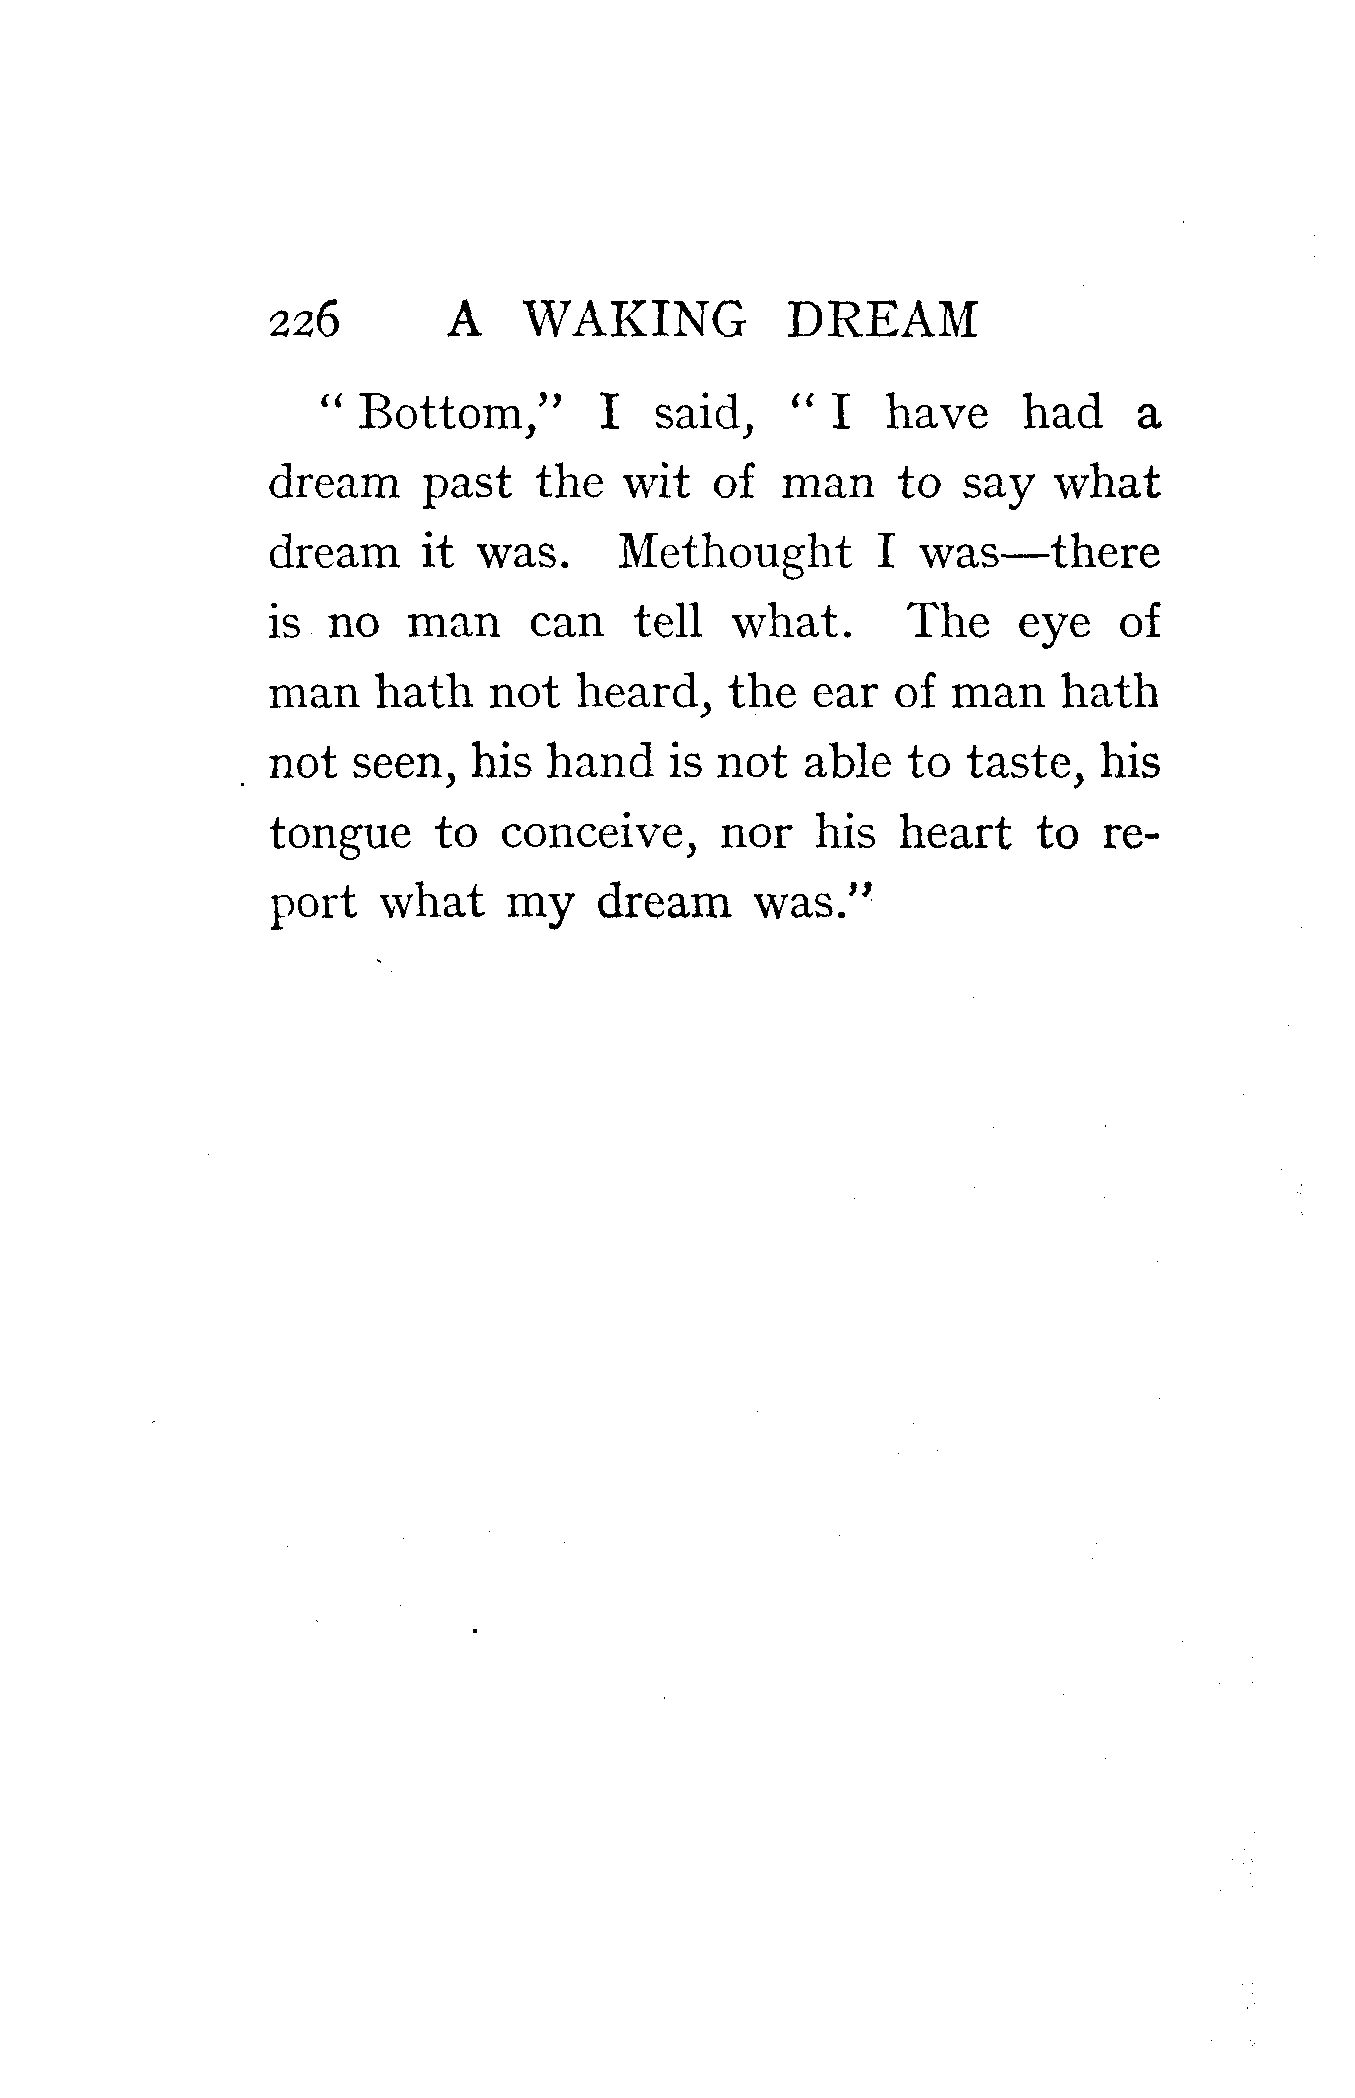 226 A WAKING DREAM
“ Bottom,” I said, “ I have had a
dream past the wit of man to say what
dream it was. Methought I was—there
is no man can tell what. The eye of
man hath not heard, the ear of man hath
not seen, his hand is not able to taste, his
tongue to conceive, nor his heart to re-
port what my dream was.”